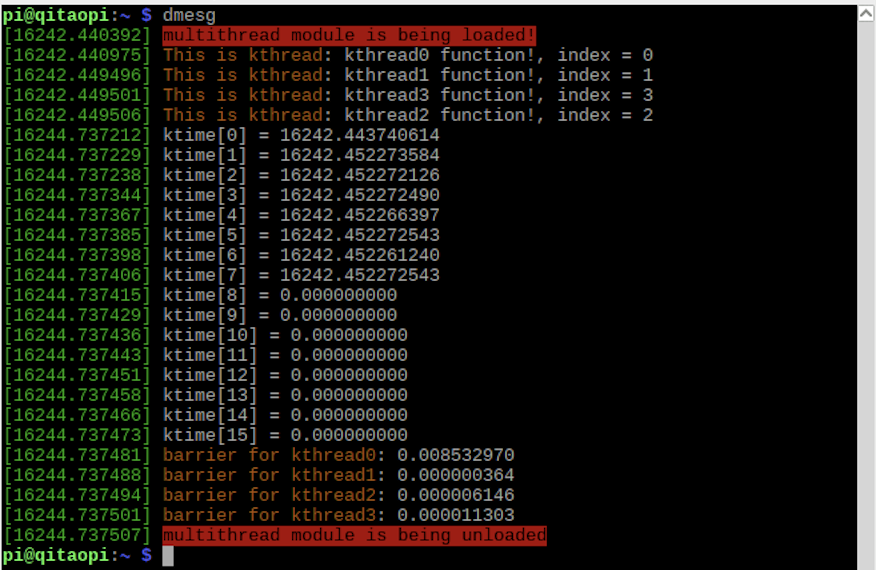 pi@qitaopi:~ $ dmesg
[16242.440392] multithread module is being loaded!
[16242.440975] This is kthread: kthread0 function!, index = 0
[16242.449496] This is kthread: kthread1 function!, index = 1
[16242.449501] This is kthread: kthread3 function!, index = 3
[16242.449506] This is kthread: kthread2 function!, index = 2
[16244.737212] ktime[0] = 16242.443740614
[16244.737229] ktime[1] = 16242.452273584
[16244.737238] ktime[2] = 16242.452272126
[16244.737344] ktime[3] = 16242.452272490
[16244.737367] ktime[4] = 16242.452266397
[16244.737385] ktime[5] = 16242.452272543
[16244.737398] ktime[6] = 16242.452261240
[16244.737406] ktime[7] = 16242.452272543
[16244.737415] ktime[8] = 0.000000000
[16244.737429] ktime[9] = 0.000000000
[16244.737436] ktime[10] = 0.000000000
[16244.737443] ktime[11] = 0.000000000
[16244.737451] ktime[12] = 0.000000000
[16244.737458] ktime[13] = 0.000000000
[16244.737466] ktime[14] = 0.000000000
[16244.737473] ktime[15] = 0.000000000
[16244.737481] barrier for kthread0: 0.008532970
[16244.737488] barrier for kthread1: 0.000000364
[16244.737494] barrier for kthread2: 0.000006146
[16244.737501] barrier for kthread3: 0.000011303
[16244.737507] multithread module is being unloaded
pi@qitaopi:~ $